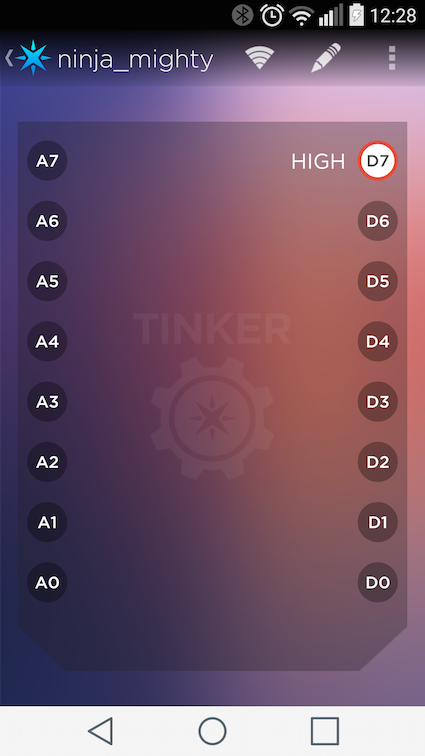 12:28
ninja_mighty
A7 HIGH D7
A6 D6
A5 D5
TINKER
A4 D4
A3 D3
A2 D2
A1 D1
A0 D0